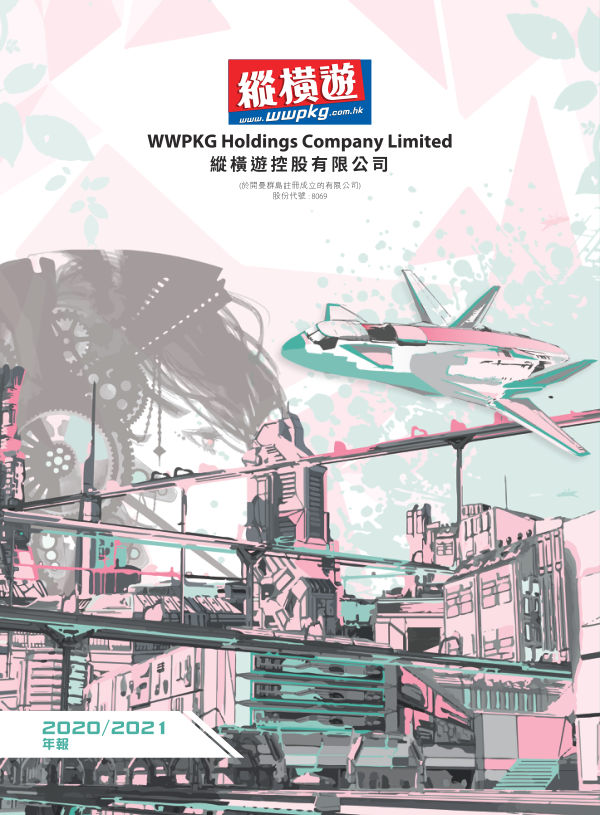 縱橫遊
www.wwpkg.com.hk
WWPKG Holdings Company Limited
縱橫遊控股有限公司
(於開曼群島註冊成立的有限公司)
股份代號 : 8069
2020/2021
年報